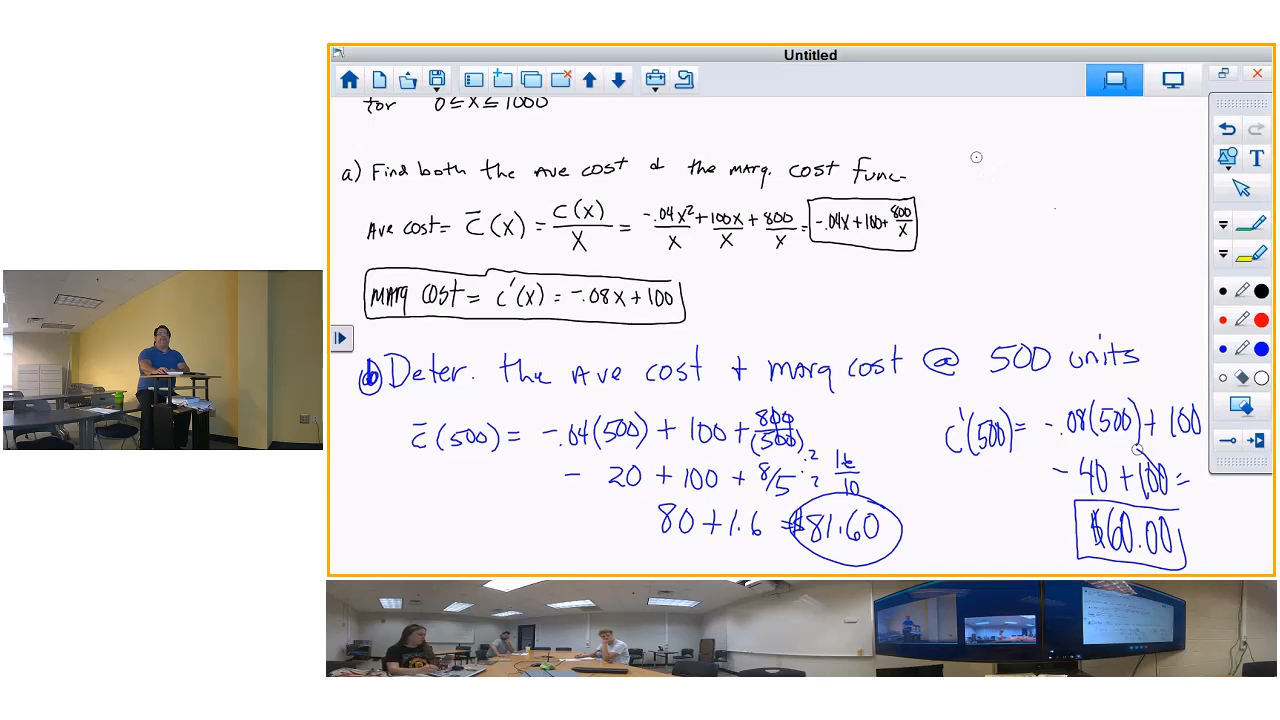 Untitled
for 0 ≤ x ≤ 1000
a) Find both the Ave cost & the marg. cost func.
Ave cost = C̄(x) = C(x)/x = -.04x²/x + 100x/x + 800/x = -.04x + 100 + 800/x
Marg cost = C'(x) = -.08x + 100
b) Deter. the Ave cost + marg cost @ 500 units
C̄(500) = -.04(500) + 100 + 800/(500)
- 20 + 100 + 8/5 ·2/·2 16/10
80 + 1.6 = $81.60
C'(500) = -.08(500) + 100
- 40 + 100 =
$60.00
T